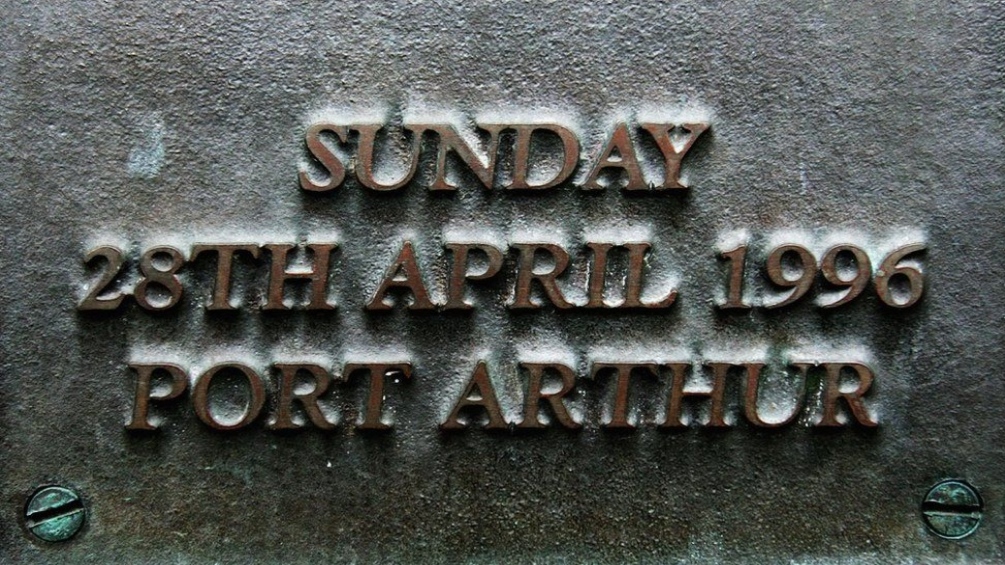 SUNDAY
28TH APRIL 1996
PORT ARTHUR